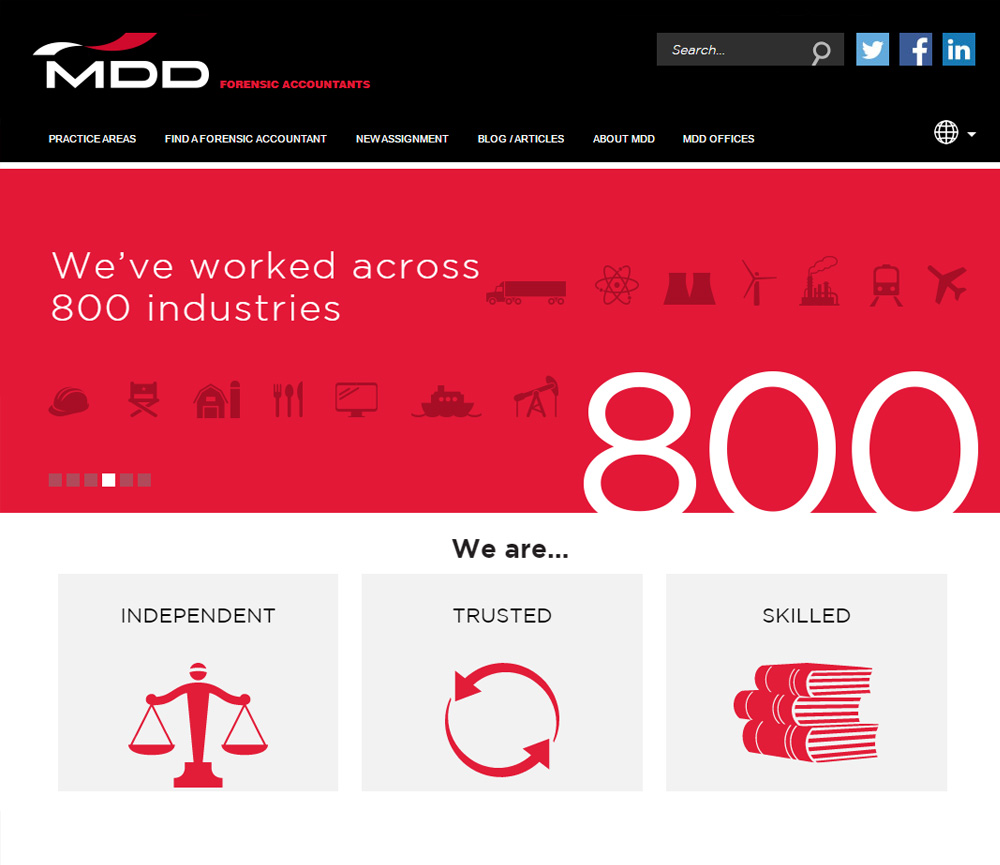 MDD FORENSIC ACCOUNTANTS
Search...
PRACTICE AREAS FIND A FORENSIC ACCOUNTANT NEW ASSIGNMENT BLOG / ARTICLES ABOUT MDD MDD OFFICES
We've worked across
800 industries
800
We are...
INDEPENDENT TRUSTED SKILLED